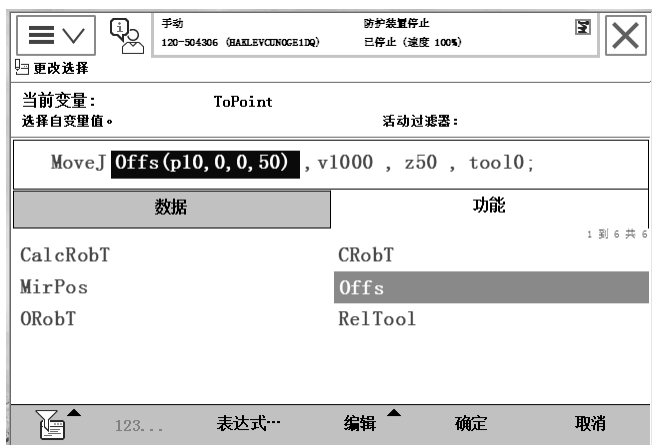 手动
防护装置停止
120-504306 (HAKLEVCUNOGE1DQ)
已停止 (速度 100%)
更改选择
当前变量: ToPoint
选择自变量值。 活动过滤器:
MoveJ Offs(p10,0,0,50) ,v1000 , z50 , tool0;
数据 功能
1 到 6 共 6
CalcRobT CRobT
MirPos Offs
ORobT RelTool
123... 表达式… 编辑 确定 取消